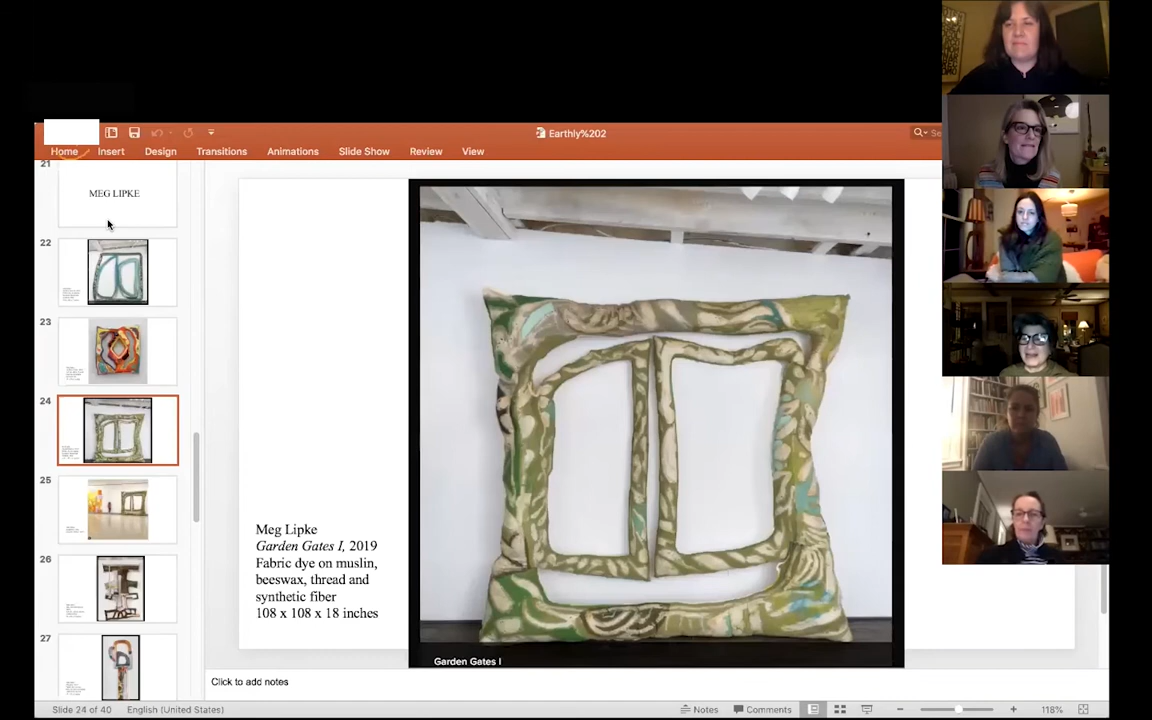 Earthly%202
Se
Home Insert Design Transitions Animations Slide Show Review View
21
MEG LIPKE
22
23
24
25
26
27
Meg Lipke
Garden Gates I, 2019
Fabric dye on muslin,
beeswax, thread and
synthetic fiber
108 x 108 x 18 inches
Garden Gates I
Click to add notes
Slide 24 of 40 English (United States) Notes Comments 118%